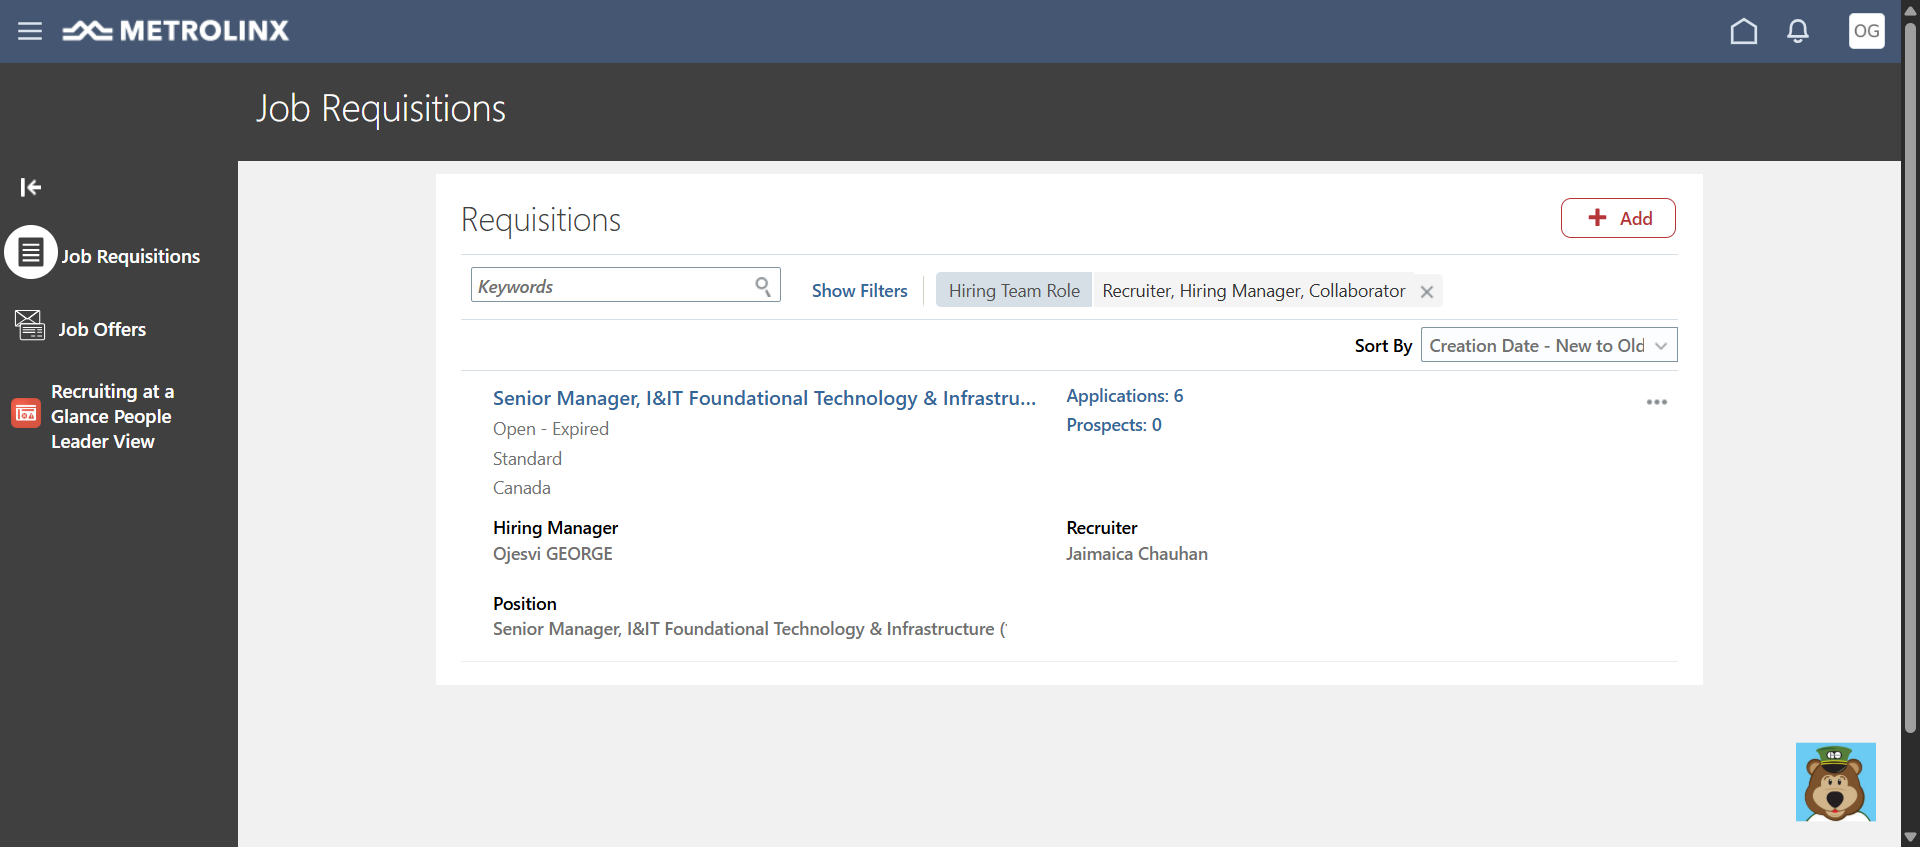 METROLINX
OG
Job Requisitions
Job Requisitions
Job Offers
Recruiting at a
Glance People
Leader View
Requisitions
Add
Keywords
Show Filters
Hiring Team Role
Recruiter, Hiring Manager, Collaborator
Sort By
Creation Date - New to Old
Senior Manager, I&IT Foundational Technology & Infrastru...
Applications: 6
Open - Expired
Prospects: 0
Standard
Canada
Hiring Manager
Recruiter
Ojesvi GEORGE
Jaimaica Chauhan
Position
Senior Manager, I&IT Foundational Technology & Infrastructure (